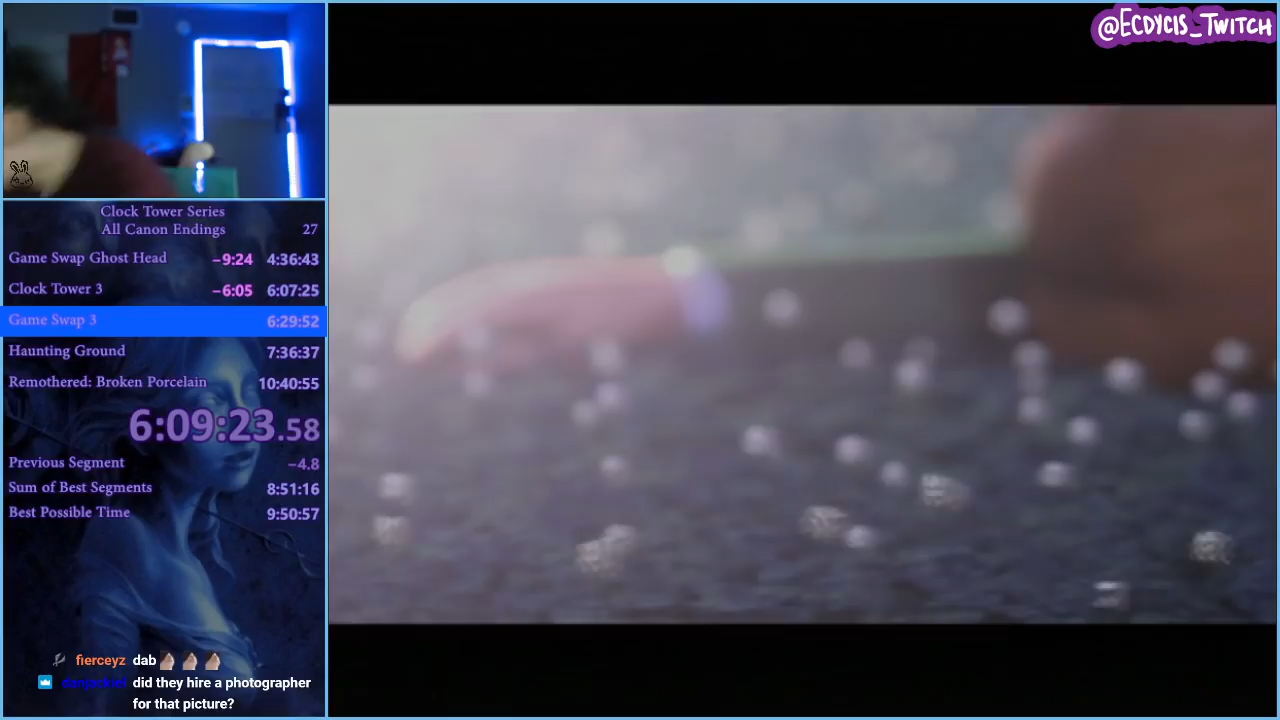 @ECDYCIS_TWITCH
Clock Tower Series
All Canon Endings 27
Game Swap Ghost Head −9:24 4:36:43
Clock Tower 3 −6:05 6:07:25
Game Swap 3 6:29:52
Haunting Ground 7:36:37
Remothered: Broken Porcelain 10:40:55
6:09:23.58
Previous Segment −4.8
Sum of Best Segments 8:51:16
Best Possible Time 9:50:57
fierceyz dab
danjackiel did they hire a photographer
for that picture?